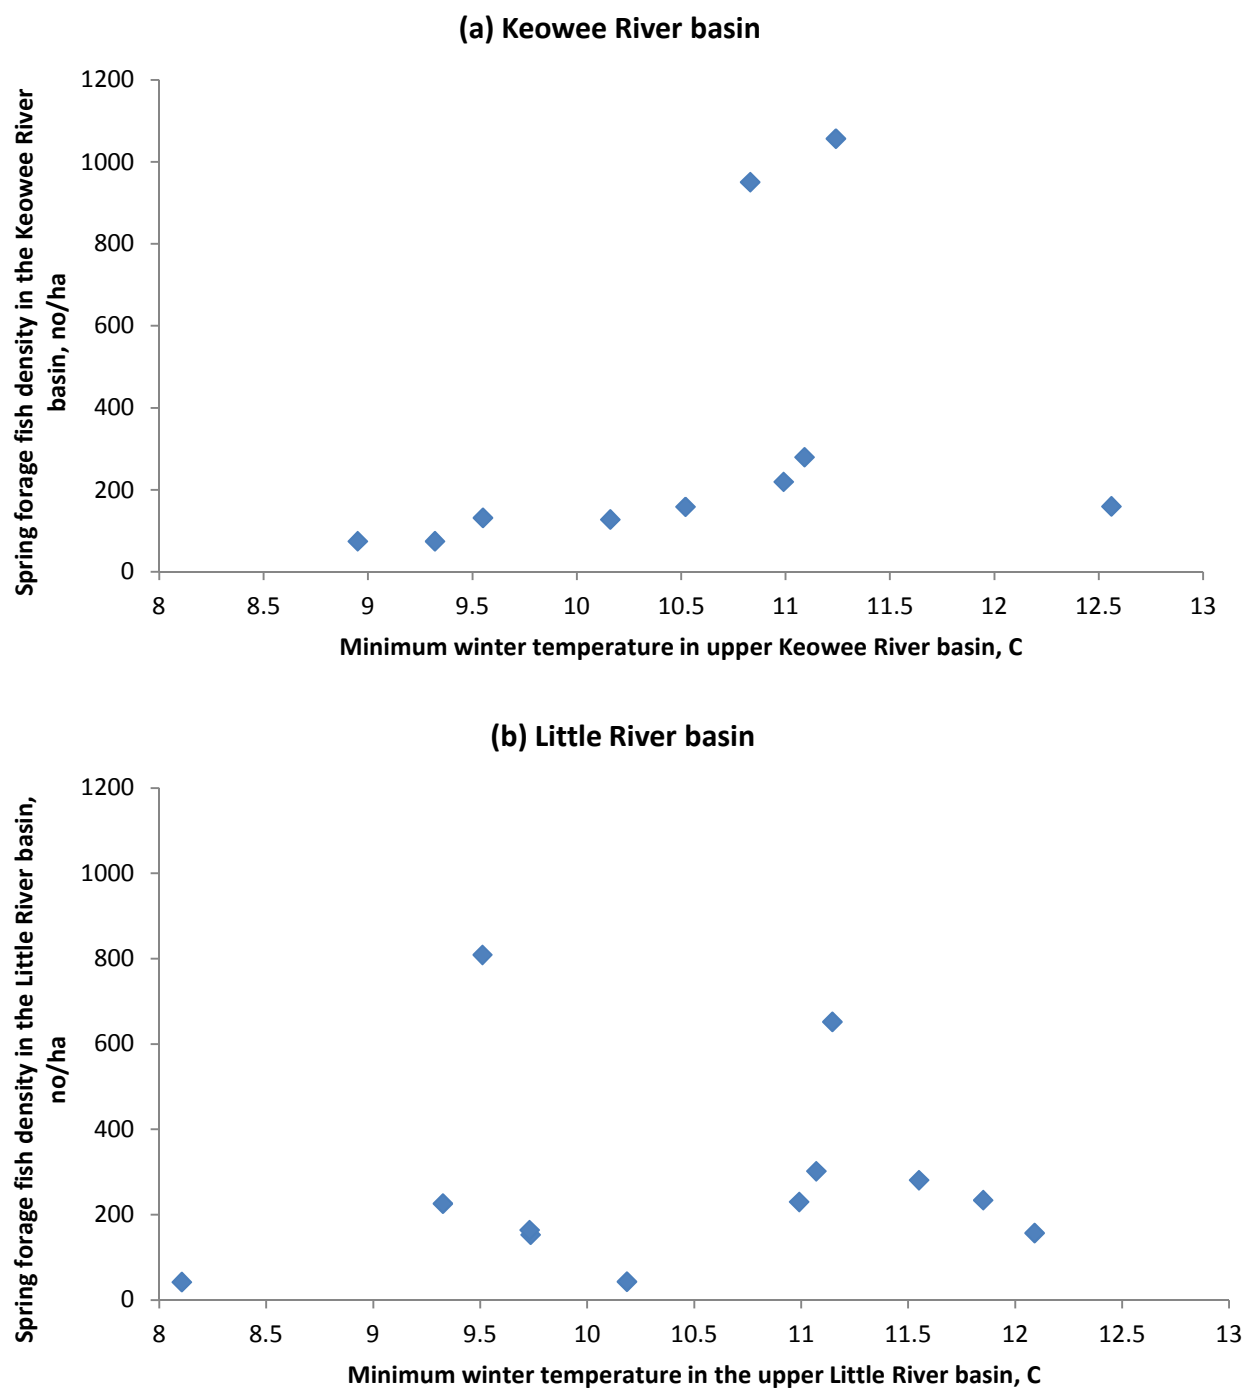 (a) Keowee River basin
Spring forage fish density in the Keowee River
basin, no/ha
1200
1000
800
600
400
200
0
8 8.5 9 9.5 10 10.5 11 11.5 12 12.5 13
Minimum winter temperature in upper Keowee River basin, C
(b) Little River basin
Spring forage fish density in the Little River basin,
no/ha
1200
1000
800
600
400
200
0
8 8.5 9 9.5 10 10.5 11 11.5 12 12.5 13
Minimum winter temperature in the upper Little River basin, C